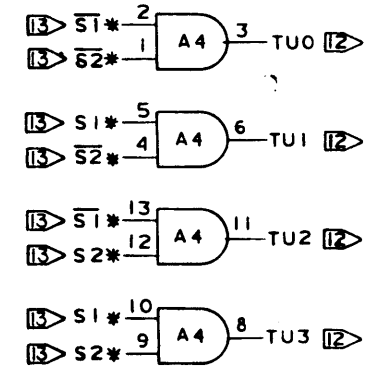 13 S̅1̅* 2
1
13 S̅2̅* A4 3 TU0 12
13 S1* 5
4
13 S̅2̅* A4 6 TU1 12
13 S̅1̅* 13
12
13 S2* A4 11 TU2 12
13 S1* 10
9
13 S2* A4 8 TU3 12